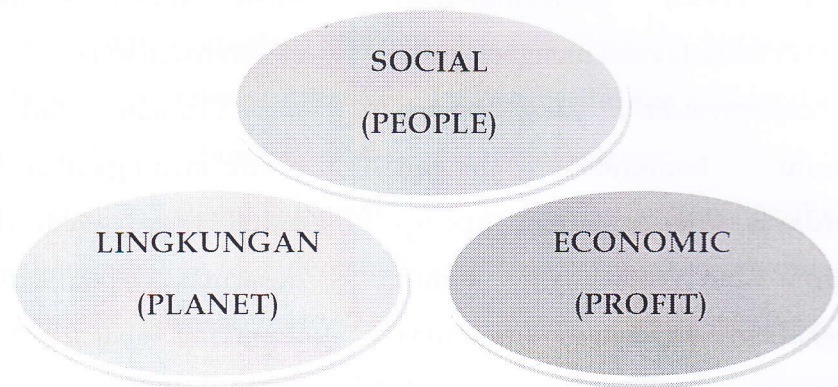 SOCIAL
(PEOPLE)
LINGKUNGAN
(PLANET)
ECONOMIC
(PROFIT)